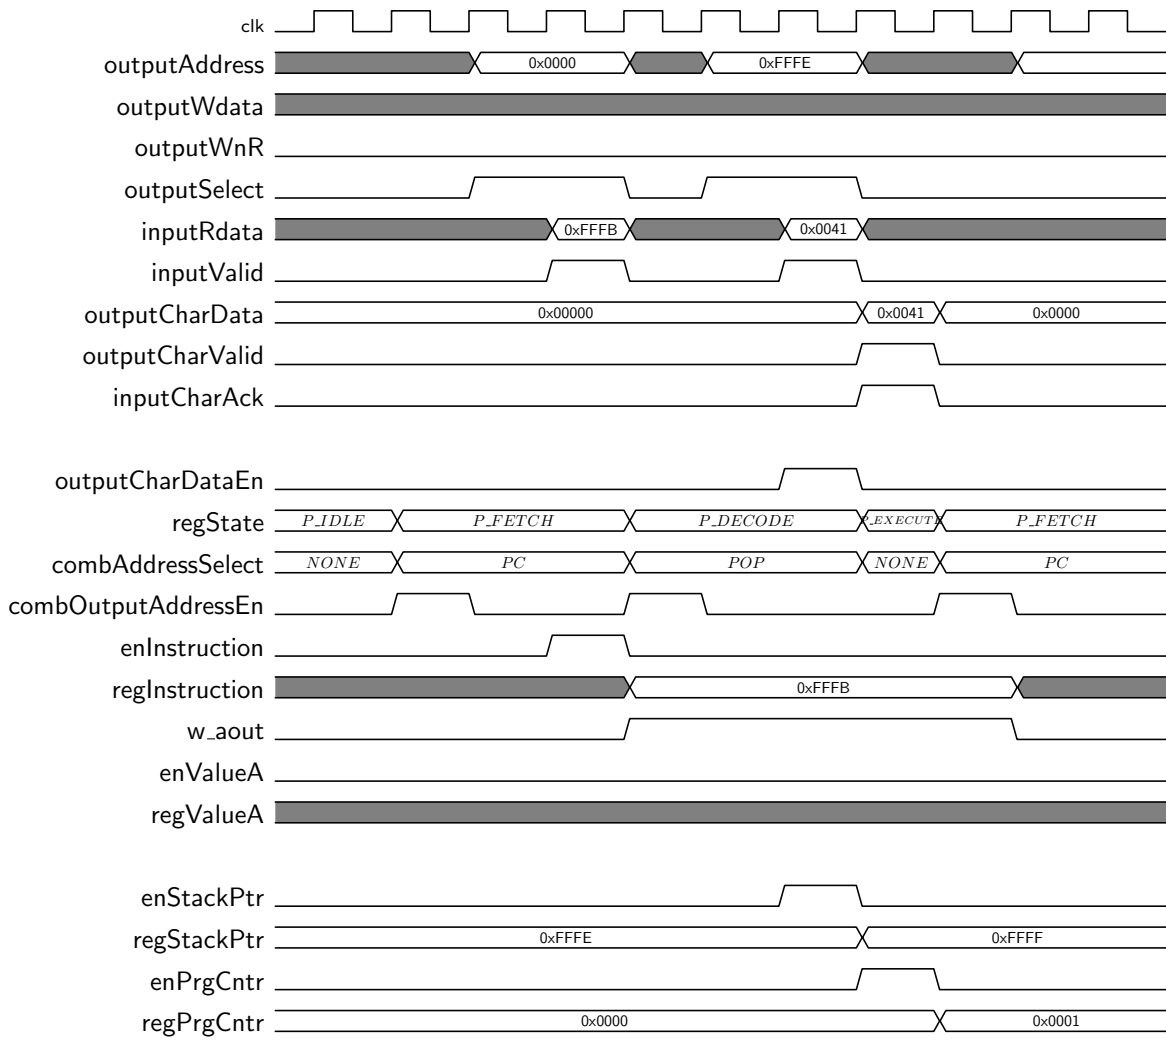 clk
outputAddress 0x0000 0xFFFE
outputWdata
outputWnR
outputSelect
inputRdata 0xFFFB 0x0041
inputValid
outputCharData 0x00000 0x0041 0x0000
outputCharValid
inputCharAck
outputCharDataEn
regState P_IDLE P_FETCH P_DECODE P_EXECUTE P_FETCH
combAddressSelect NONE PC POP NONE PC
combOutputAddressEn
enInstruction
regInstruction 0xFFFB
w_aout
enValueA
regValueA
enStackPtr
regStackPtr 0xFFFE 0xFFFF
enPrgCntr
regPrgCntr 0x0000 0x0001